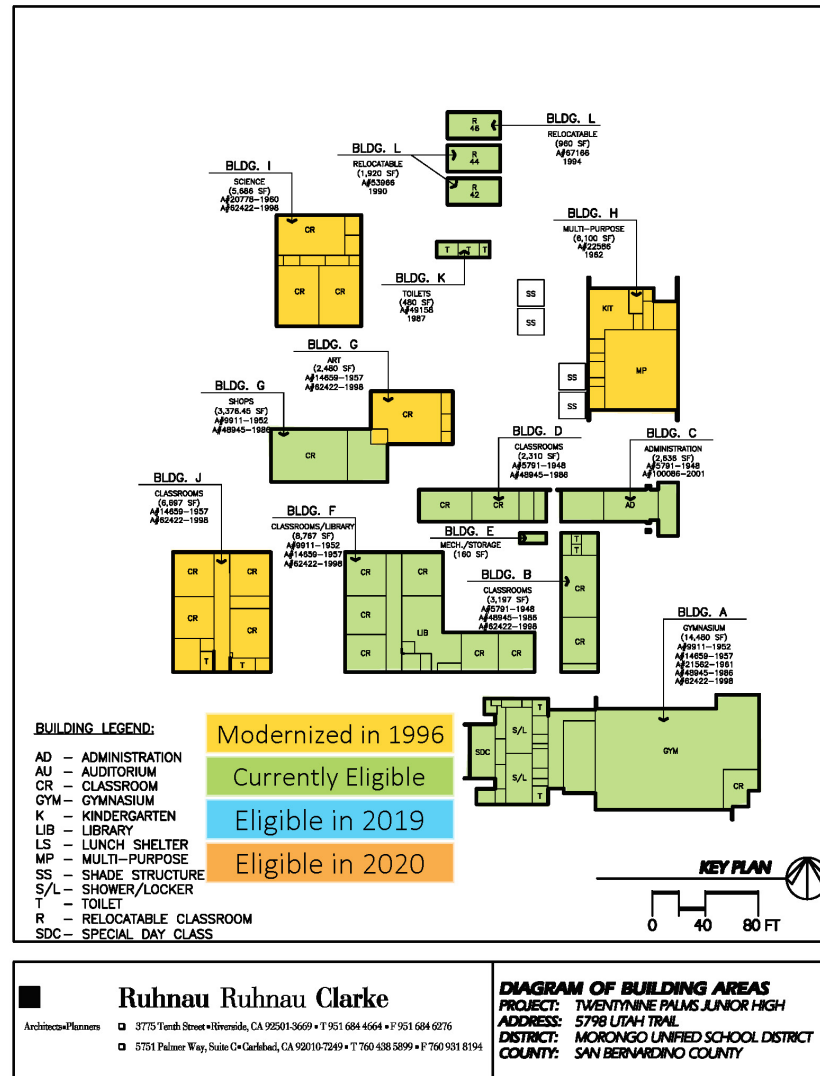 BLDG. L
RELOCATABLE
(960 SF)
A#67166
1994
R
46
BLDG. L
RELOCATABLE
(1,920 SF)
A#53966
1990
R
44
R
42
BLDG. I
SCIENCE
(5,686 SF)
A#20778-1960
A#62422-1998
CR
CR
CR
BLDG. H
MULTI-PURPOSE
(6,100 SF)
A#22586
1962
KIT
MP
T
T
T
BLDG. K
TOILETS
(480 SF)
A#49158
1987
SS
SS
SS
SS
BLDG. G
ART
(2,480 SF)
A#14659-1957
A#62422-1998
CR
BLDG. G
SHOPS
(3,376.45 SF)
A#9911-1952
A#48945-1986
CR
BLDG. D
CLASSROOMS
(2,310 SF)
A#5791-1948
A#48945-1986
CR
CR
BLDG. C
ADMINISTRATION
(2,636 SF)
A#5791-1948
A#100086-2001
AD
BLDG. J
CLASSROOMS
(6,697 SF)
A#14659-1957
A#62422-1998
CR
CR
CR
CR
T
T
BLDG. F
CLASSROOMS/LIBRARY
(8,767 SF)
A#9911-1952
A#14659-1957
A#62422-1998
CR
CR
CR
CR
LIB
CR
CR
BLDG. E
MECH./STORAGE
(160 SF)
BLDG. B
CLASSROOMS
(3,197 SF)
A#5791-1948
A#48945-1986
A#62422-1998
T
T
CR
CR
BLDG. A
GYMNASIUM
(14,480 SF)
A#9911-1952
A#14659-1957
A#21562-1961
A#48945-1986
A#62422-1998
SDC
S/L
S/L
T
T
GYM
CR
BUILDING LEGEND:
AD – ADMINISTRATION
AU – AUDITORIUM
CR – CLASSROOM
GYM – GYMNASIUM
K – KINDERGARTEN
LIB – LIBRARY
LS – LUNCH SHELTER
MP – MULTI-PURPOSE
SS – SHADE STRUCTURE
S/L – SHOWER/LOCKER
T – TOILET
R – RELOCATABLE CLASSROOM
SDC – SPECIAL DAY CLASS
Modernized in 1996
Currently Eligible
Eligible in 2019
Eligible in 2020
KEY PLAN
0 40 80 FT
Ruhnau Ruhnau Clarke
Architects▪Planners
3775 Tenth Street ▪ Riverside, CA 92501-3669 ▪ T 951 684 4664 ▪ F 951 684 6276
5751 Palmer Way, Suite C ▪ Carlsbad, CA 92010-7249 ▪ T 760 438 5899 ▪ F 760 931 8194
DIAGRAM OF BUILDING AREAS
PROJECT: TWENTYNINE PALMS JUNIOR HIGH
ADDRESS: 5798 UTAH TRAIL
DISTRICT: MORONGO UNIFIED SCHOOL DISTRICT
COUNTY: SAN BERNARDINO COUNTY